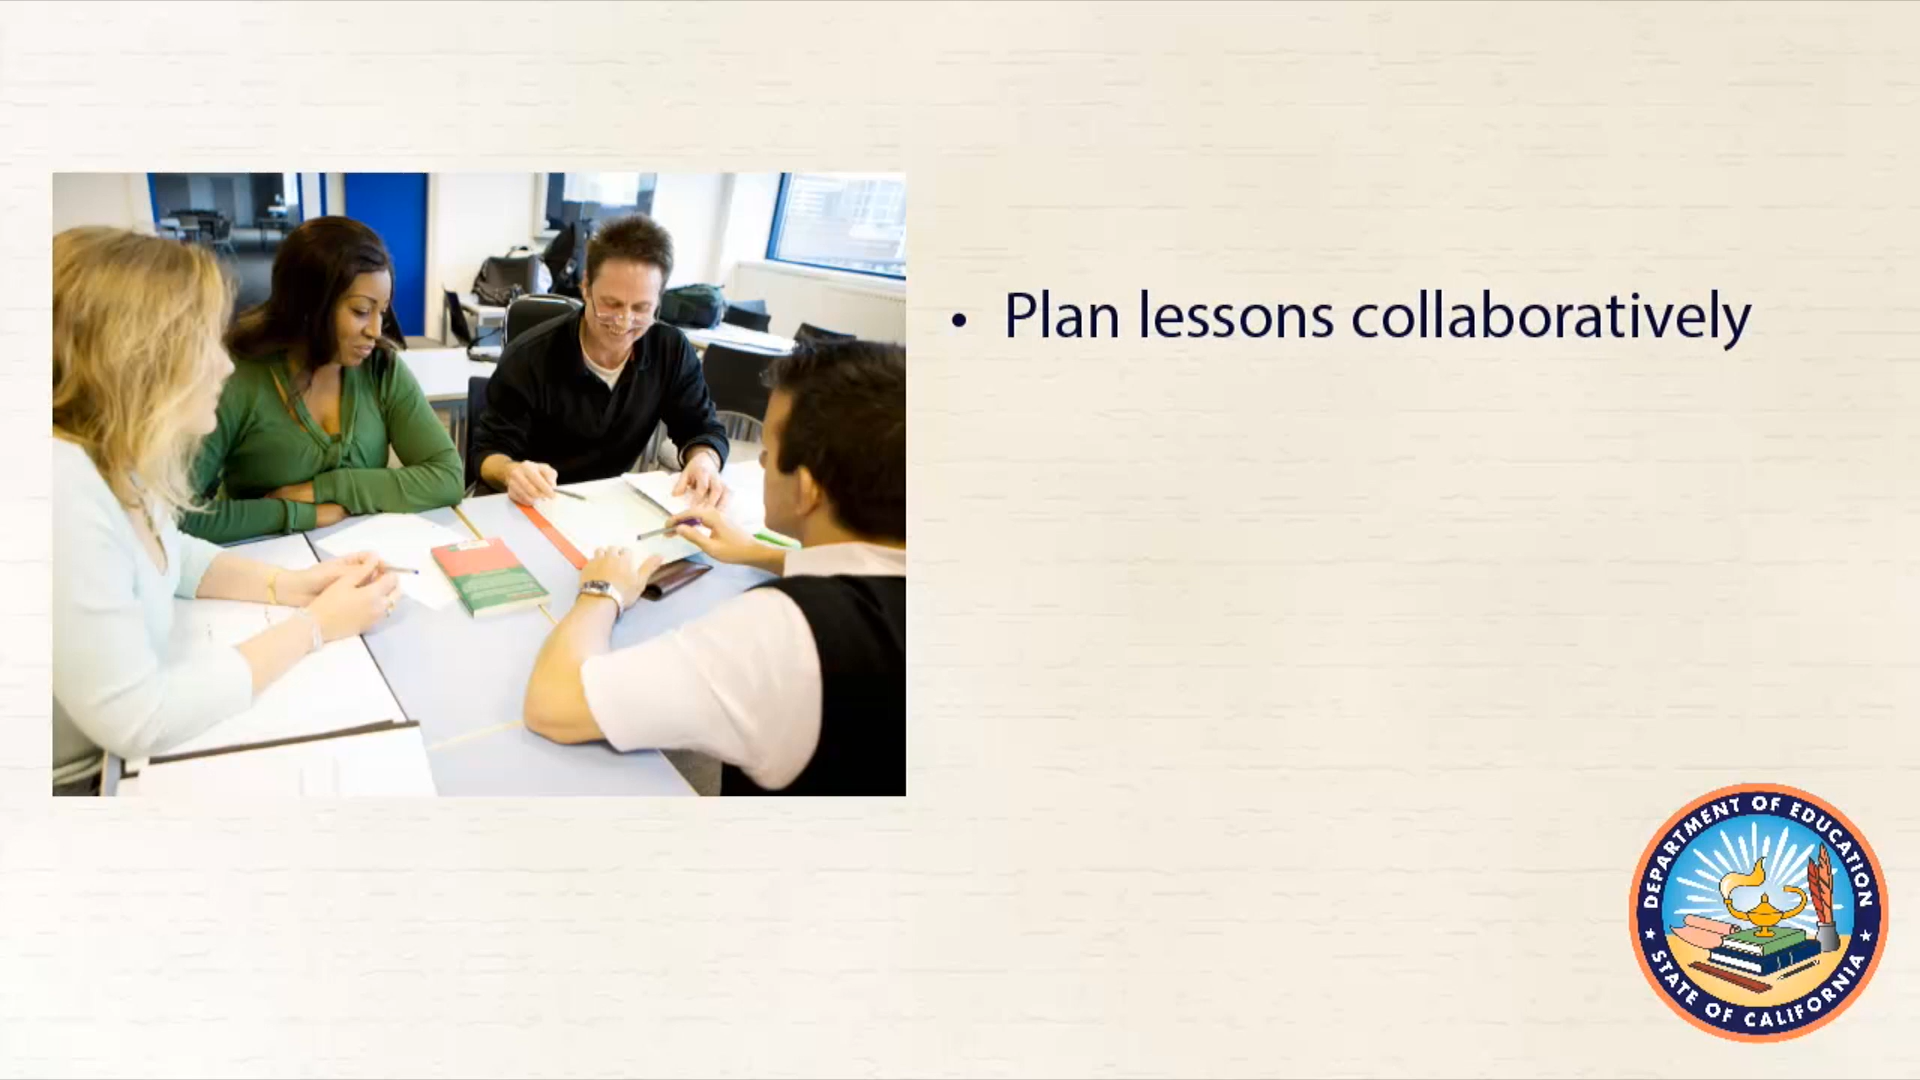 • Plan lessons collaboratively
DEPARTMENT OF EDUCATION
STATE OF CALIFORNIA